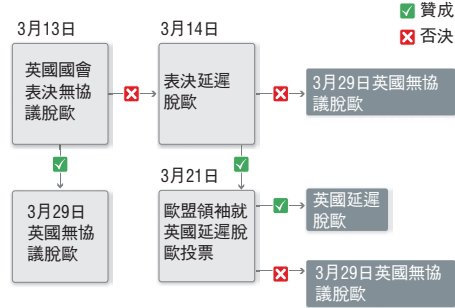 贊成
否決
3月13日
英國國會
表決無協
議脫歐
3月14日
表決延遲
脫歐
3月29日英國無協
議脫歐
3月29日
英國無協
議脫歐
3月21日
歐盟領袖就
英國延遲脫
歐投票
英國延遲
脫歐
3月29日英國無協
議脫歐